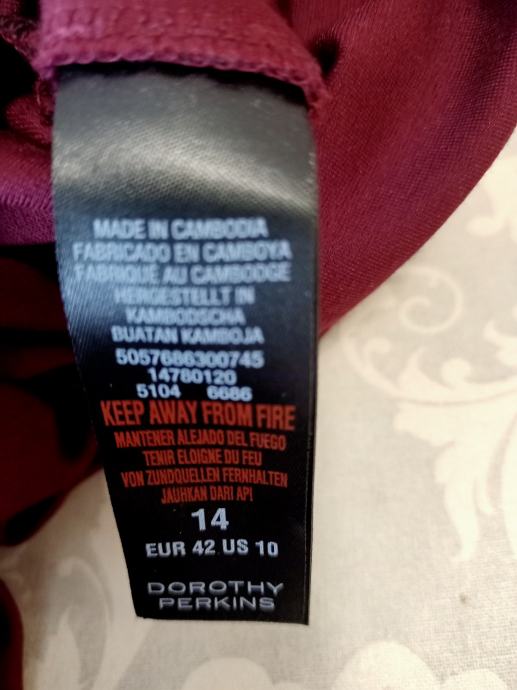 MADE IN CAMBODIA
FABRICADO EN CAMBOYA
FABRIQUÉ AU CAMBODGE
HERGESTELLT IN
KAMBODSCHA
BUATAN KAMBOJA
5057686300745
14780120
5104 6686
KEEP AWAY FROM FIRE
MANTENER ALEJADO DEL FUEGO
TENIR ELOIGNE DU FEU
VON ZUNDQUELLEN FERNHALTEN
JAUHKAN DARI API
14
EUR 42 US 10
DOROTHY
PERKINS